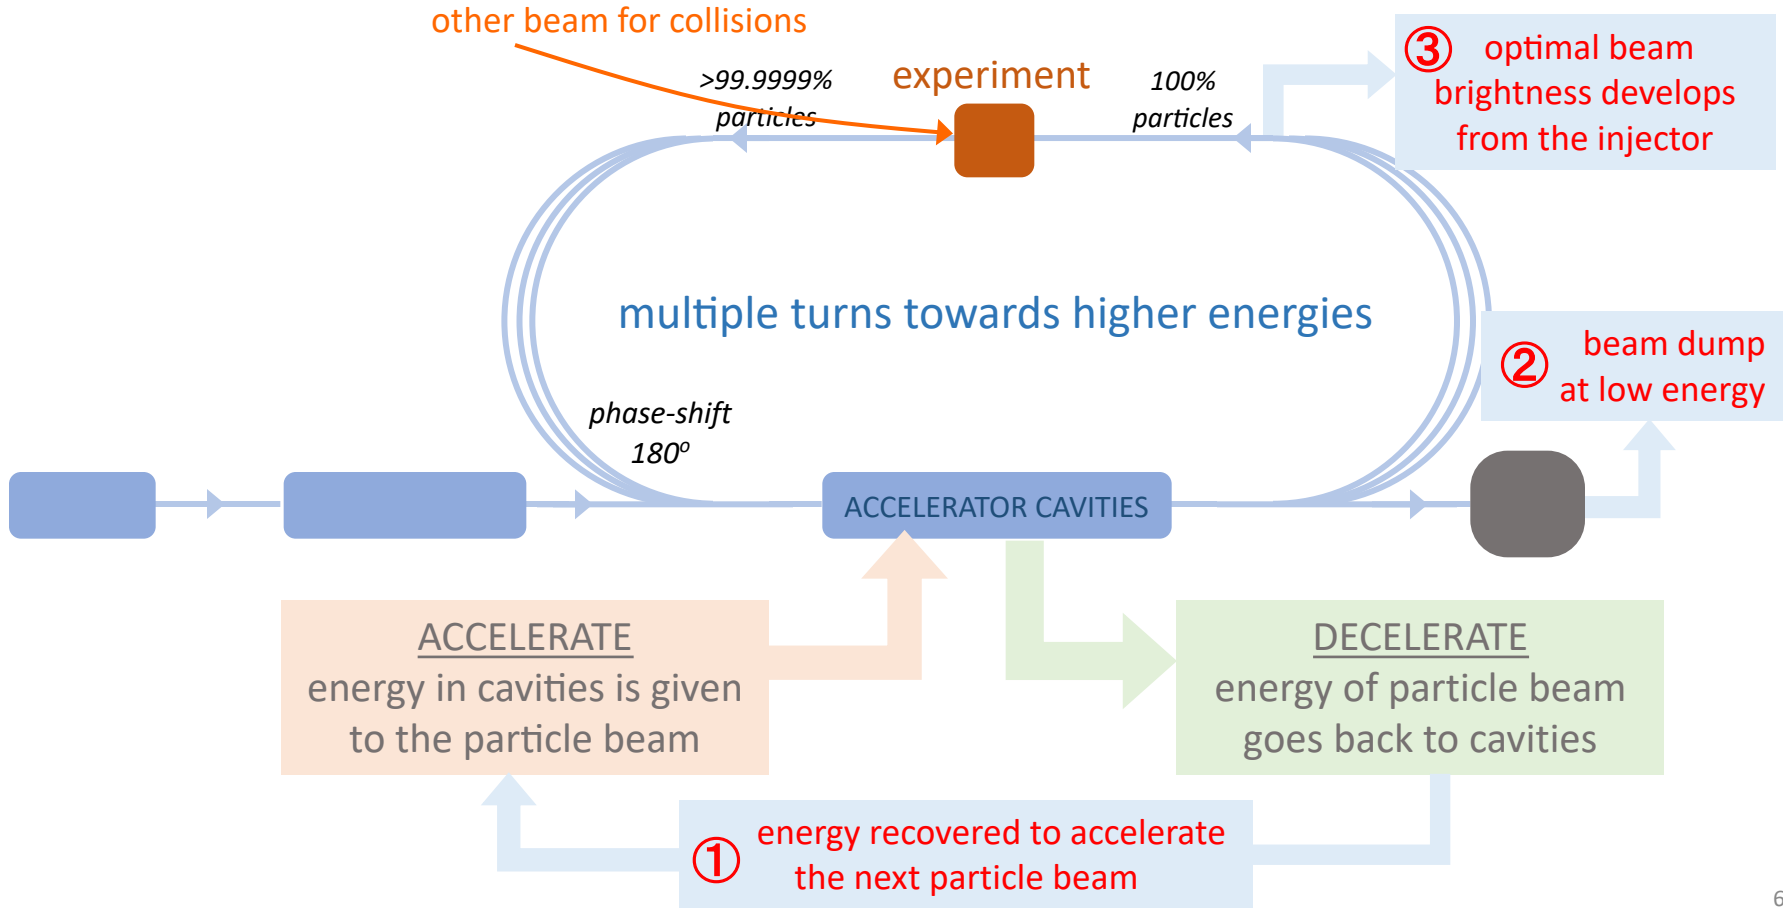 other beam for collisions
>99.9999%
particles
experiment
100%
particles
③ optimal beam
brightness develops
from the injector
multiple turns towards higher energies
② beam dump
at low energy
phase-shift
180º
ACCELERATOR CAVITIES
ACCELERATE
energy in cavities is given
to the particle beam
DECELERATE
energy of particle beam
goes back to cavities
① energy recovered to accelerate
the next particle beam
6